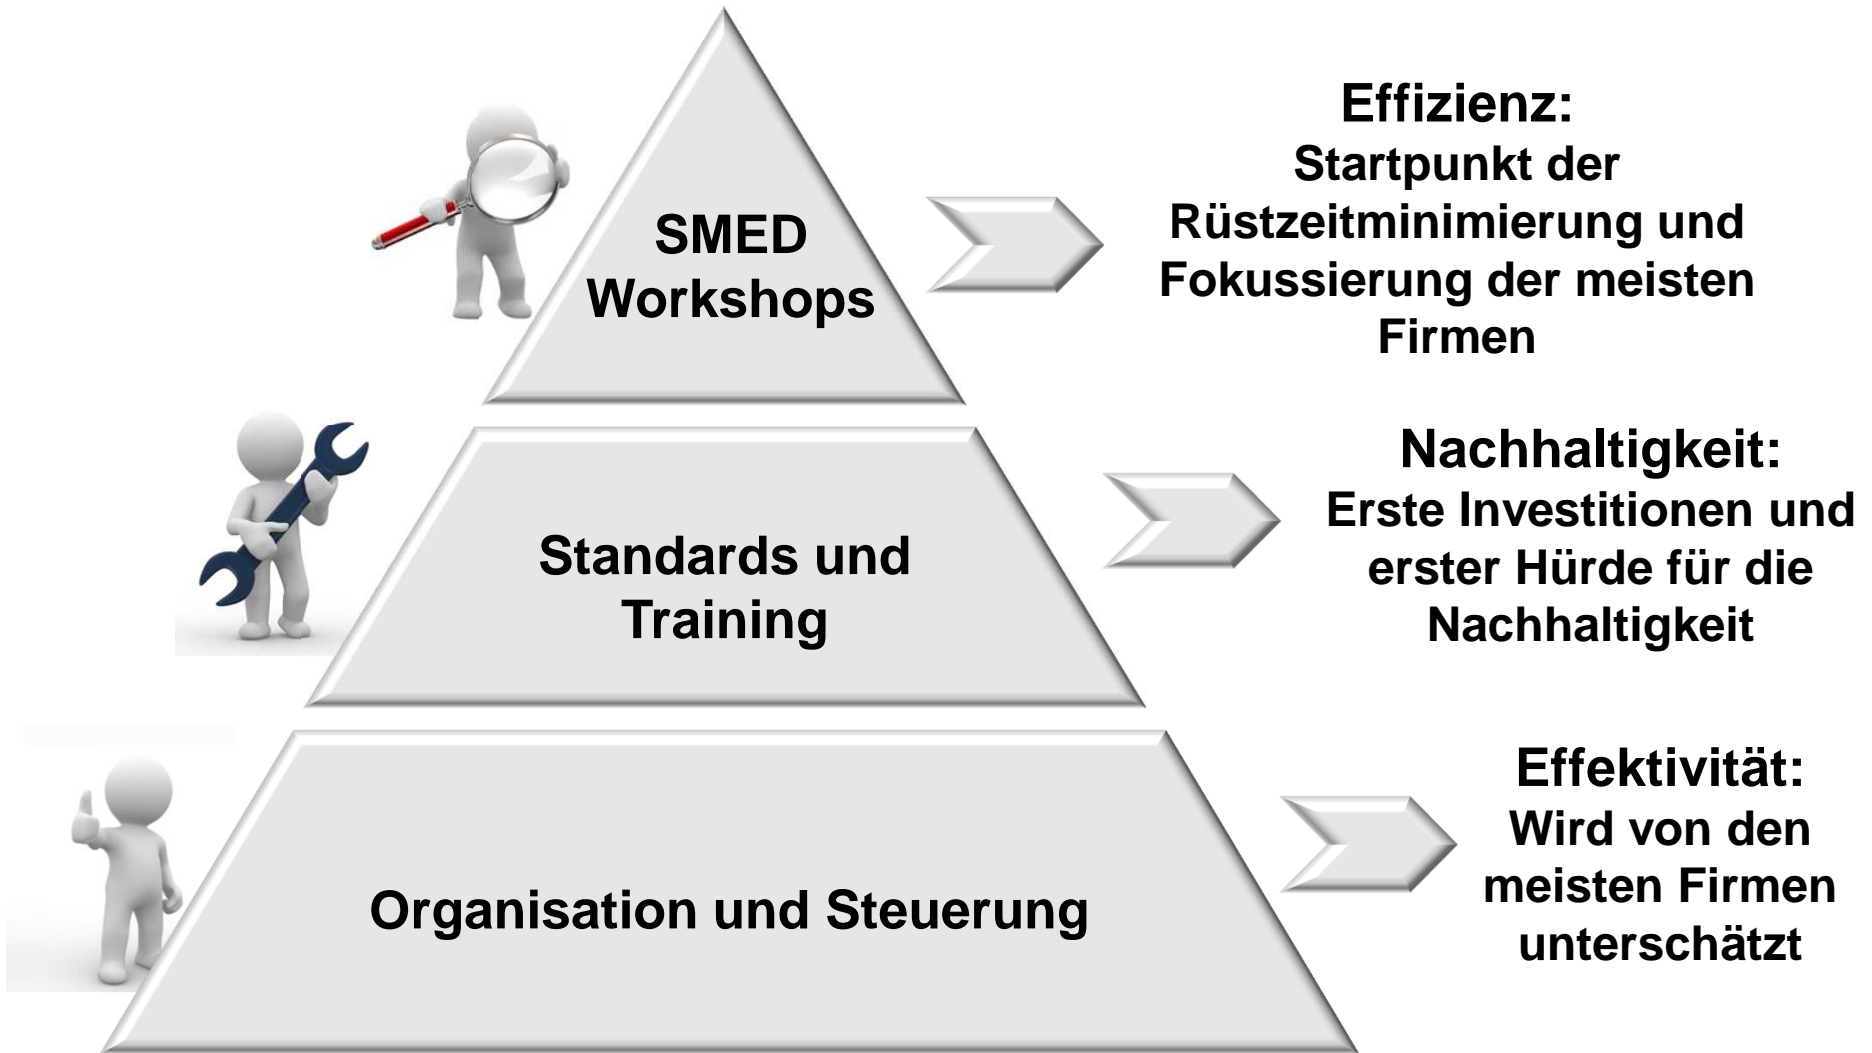 SMED
Workshops
Effizienz:
Startpunkt der
Rüstzeitminimierung und
Fokussierung der meisten
Firmen
Standards und
Training
Nachhaltigkeit:
Erste Investitionen und
erster Hürde für die
Nachhaltigkeit
Organisation und Steuerung
Effektivität:
Wird von den
meisten Firmen
unterschätzt